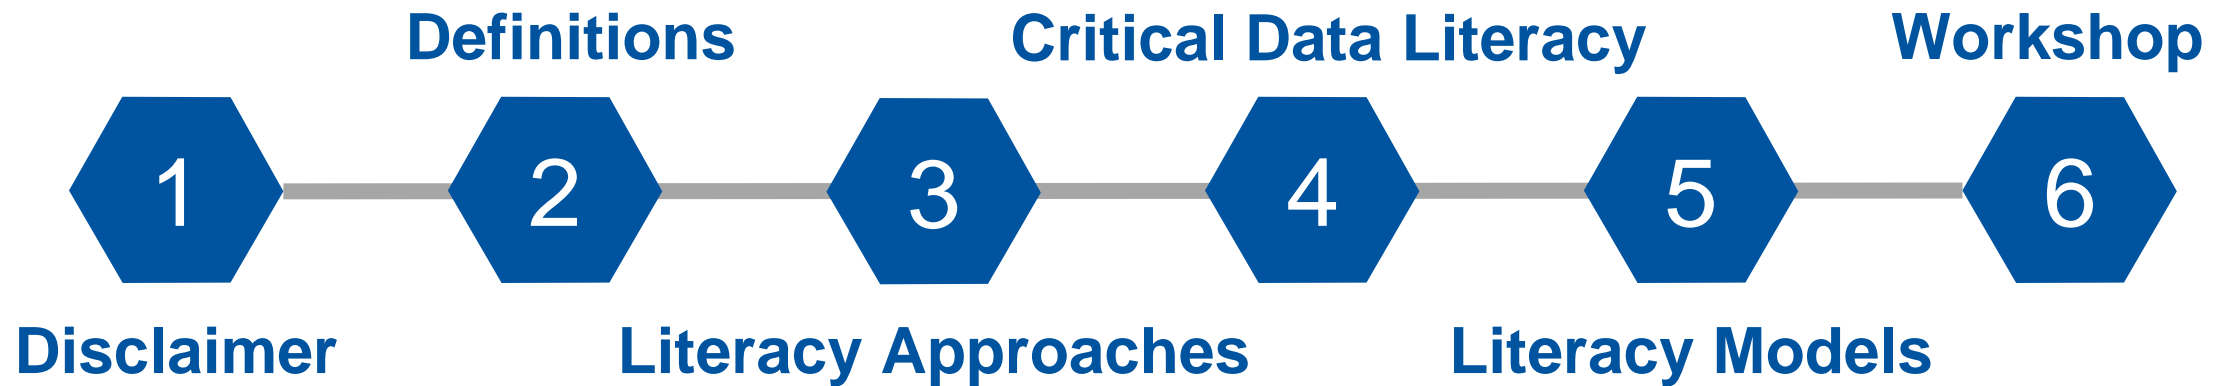 Definitions
Critical Data Literacy
Workshop
1
2
3
4
5
6
Disclaimer
Literacy Approaches
Literacy Models